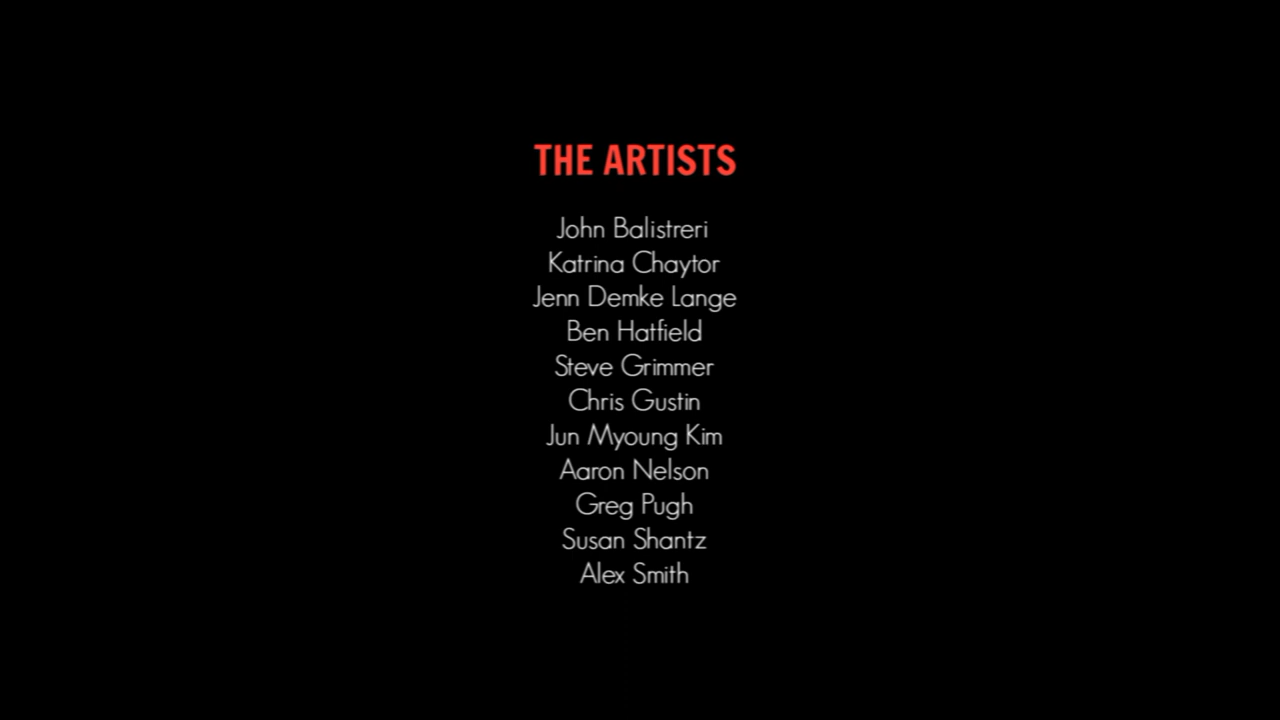 THE ARTISTS
John Balistreri
Katrina Chaytor
Jenn Demke Lange
Ben Hatfield
Steve Grimmer
Chris Gustin
Jun Myoung Kim
Aaron Nelson
Greg Pugh
Susan Shantz
Alex Smith